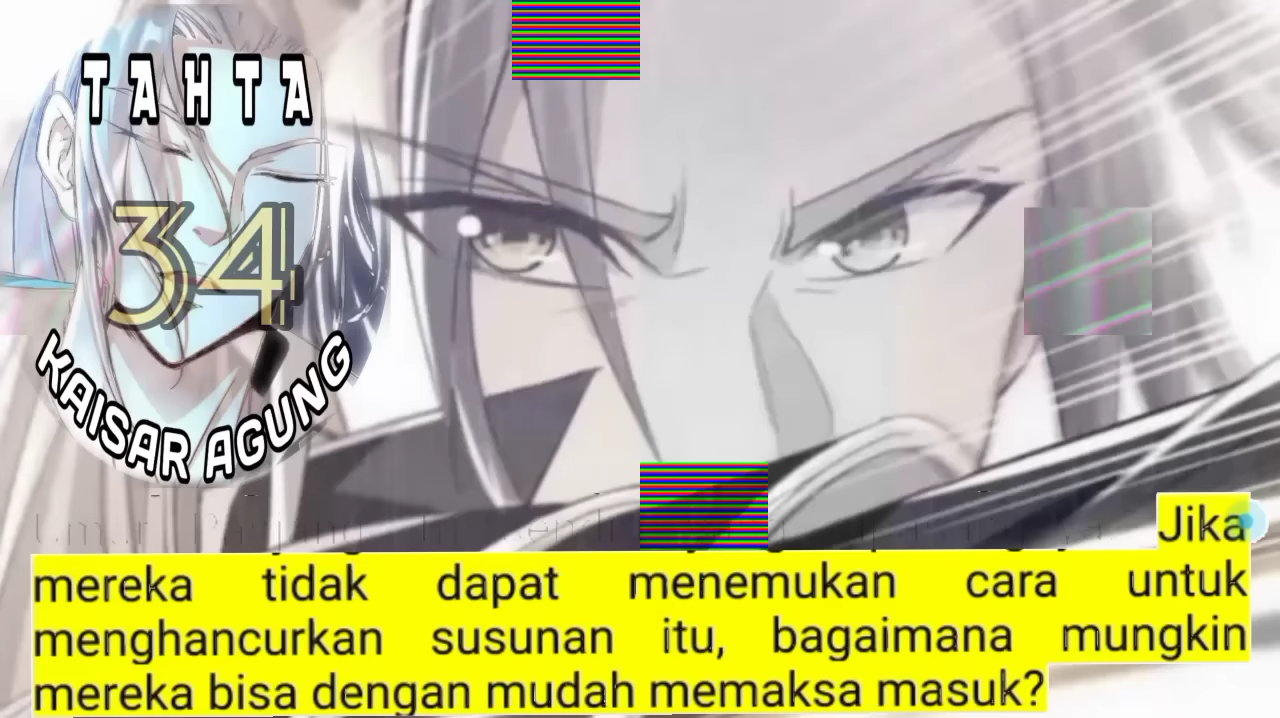 TAHTA
34
KAISAR AGUNG
Jika
mereka tidak dapat menemukan cara untuk
menghancurkan susunan itu, bagaimana mungkin
mereka bisa dengan mudah memaksa masuk?